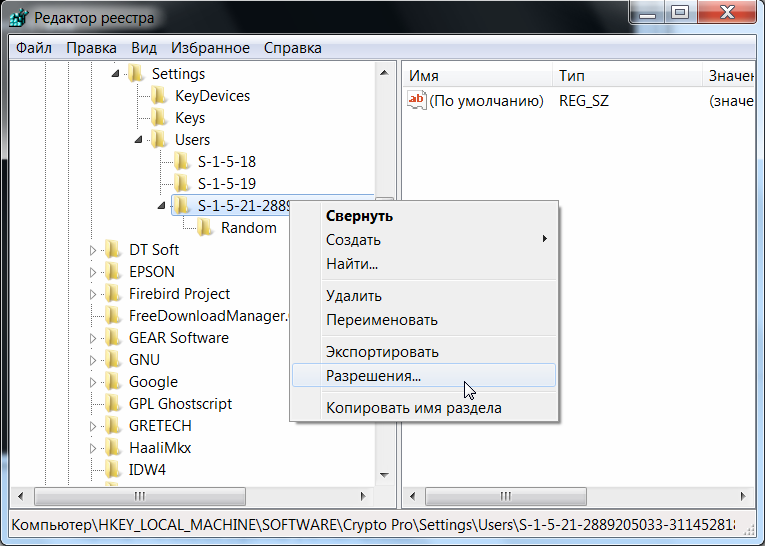 Редактор реестра
Файл Правка Вид Избранное Справка
Settings
KeyDevices
Keys
Users
S-1-5-18
S-1-5-19
S-1-5-21-2889
Random
DT Soft
EPSON
Firebird Project
FreeDownloadManager.
GEAR Software
GNU
Google
GPL Ghostscript
GRETECH
HaaliMkx
IDW4
Имя Тип Значен
ab (По умолчанию) REG_SZ (значе
Свернуть
Создать
Найти...
Удалить
Переименовать
Экспортировать
Разрешения...
Копировать имя раздела
Компьютер\HKEY_LOCAL_MACHINE\SOFTWARE\Crypto Pro\Settings\Users\S-1-5-21-2889205033-311452818